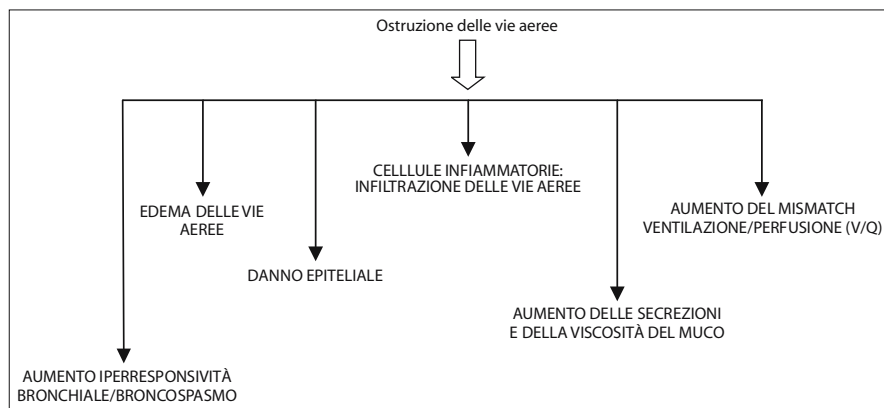 Ostruzione delle vie aeree
CELLLULE INFIAMMATORIE:
INFILTRAZIONE DELLE VIE AEREE
EDEMA DELLE VIE
AEREE
AUMENTO DEL MISMATCH
VENTILAZIONE/PERFUSIONE (V/Q)
DANNO EPITELIALE
AUMENTO DELLE SECREZIONI
E DELLA VISCOSITÀ DEL MUCO
AUMENTO IPERRESPONSIVITÀ
BRONCHIALE/BRONCOSPASMO